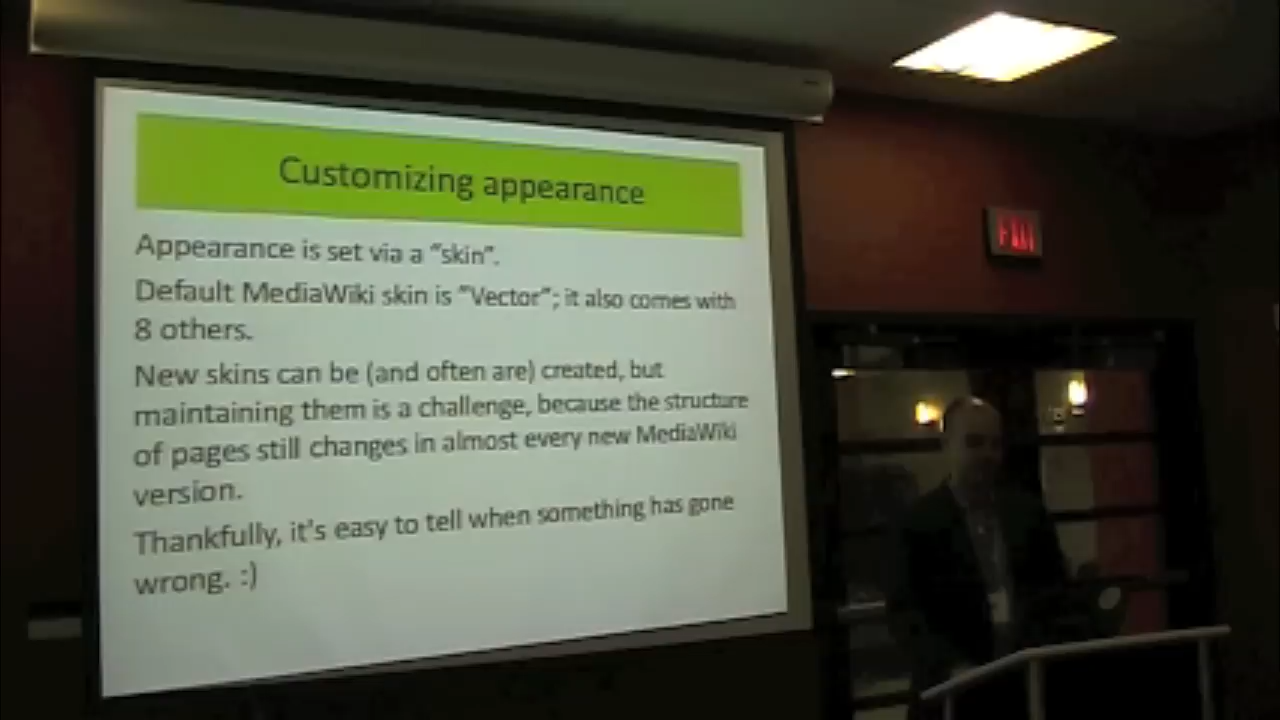 Customizing appearance
Appearance is set via a “skin”.
Default MediaWiki skin is “Vector”; it also comes with
8 others.
New skins can be (and often are) created, but
maintaining them is a challenge, because the structure
of pages still changes in almost every new MediaWiki
version.
Thankfully, it's easy to tell when something has gone
wrong. :)
EXIT